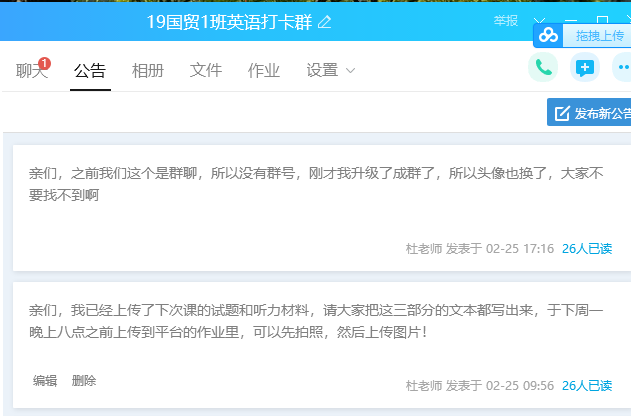 19国贸1班英语打卡群
举报
拖拽上传
聊天 1 公告 相册 文件 作业 设置
发布新公告
亲们，之前我们这个是群聊，所以没有群号，刚才我升级了成群了，所以头像也换了，大家不
要找不到啊
杜老师 发表于 02-25 17:16 26人已读
亲们，我已经上传了下次课的试题和听力材料，请大家把这三部分的文本都写出来，于下周一
晚上八点之前上传到平台的作业里，可以先拍照，然后上传图片！
编辑 删除
杜老师 发表于 02-25 09:56 26人已读